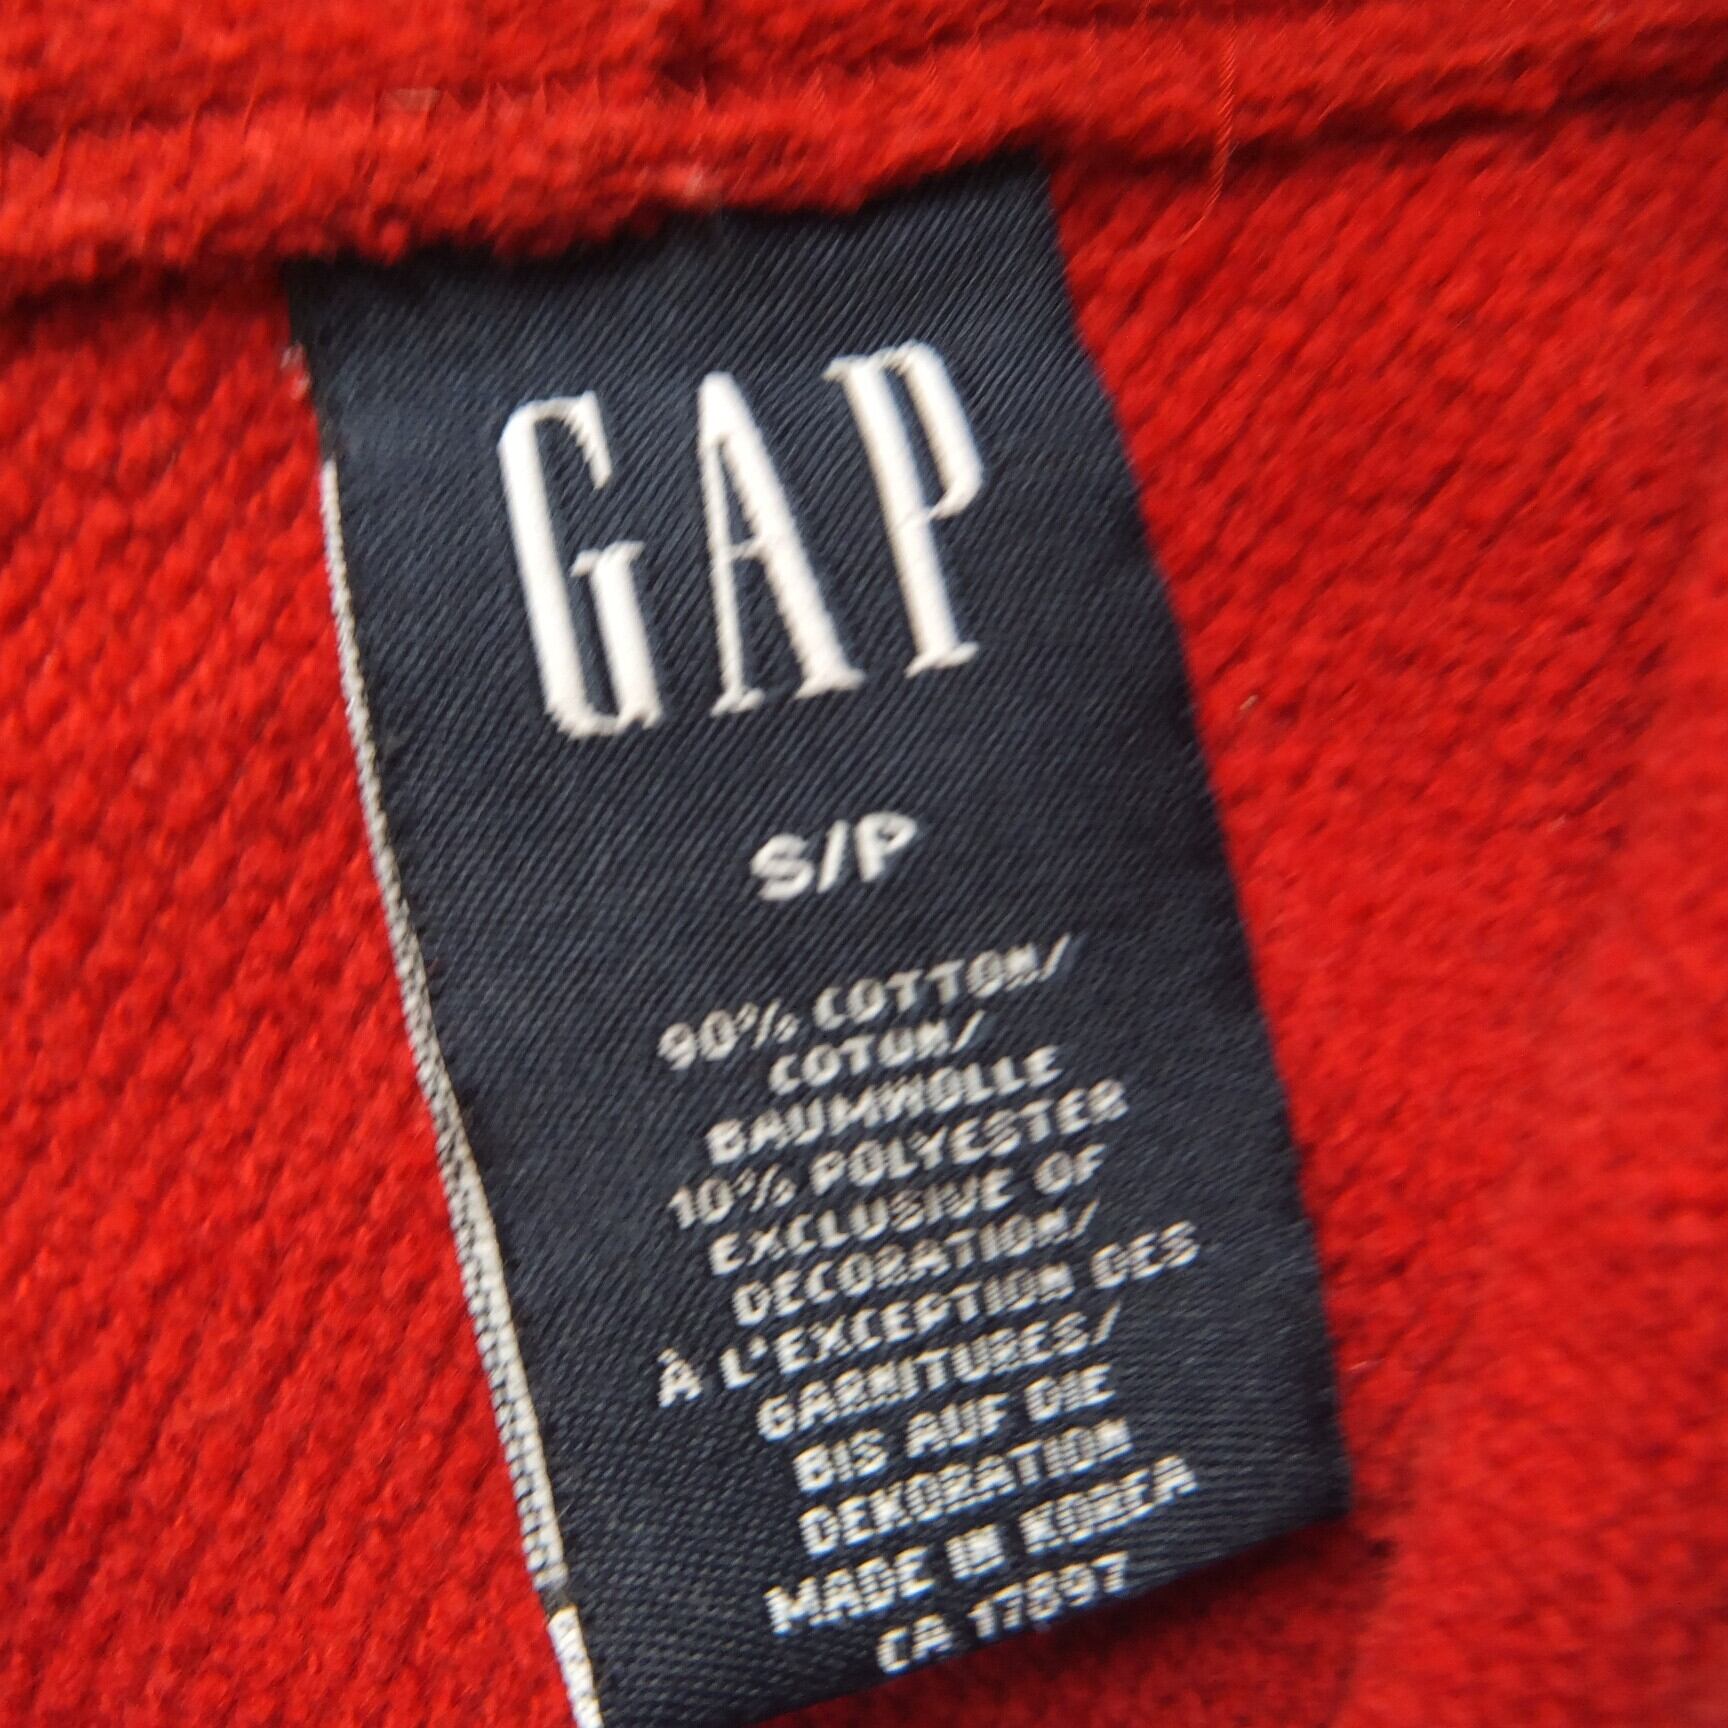 GAP
S/P
90% COTTON/
COTON/
BAUMWOLLE
10% POLYESTER
EXCLUSIVE OF
DECORATION/
À L'EXCEPTION DES
GARNITURES/
BIS AUF DIE
DEKORATION
MADE IN KOREA
CA 17897